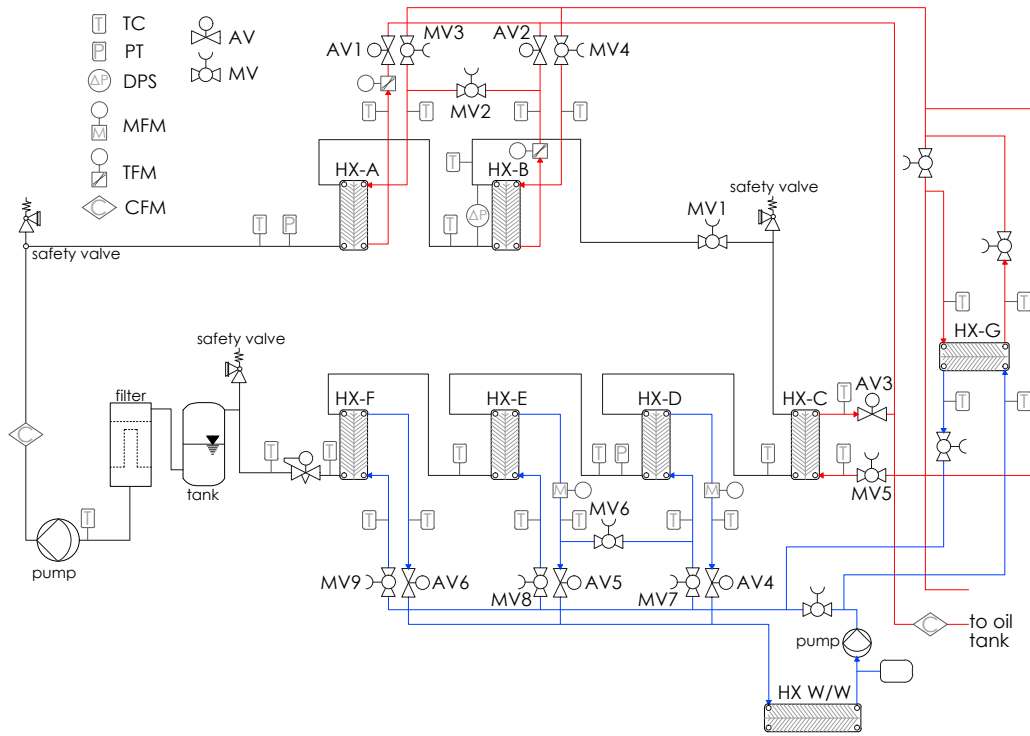 TC
PT
ΔP DPS
M MFM
TFM
C CFM
AV
MV
AV1
MV3
AV2
MV4
MV2
T
T
T
T
HX-A
T
HX-B
safety valve
MV1
ΔP
safety valve
T
P
T
T
T
HX-G
safety valve
T
AV3
T
T
filter
HX-F
HX-E
HX-D
HX-C
C
tank
T
T
T
T
P
T
T
MV5
M
M
T
pump
T
T
T
T
MV6
T
T
MV9
AV6
MV8
AV5
MV7
AV4
pump
C
to oil
tank
HX W/W